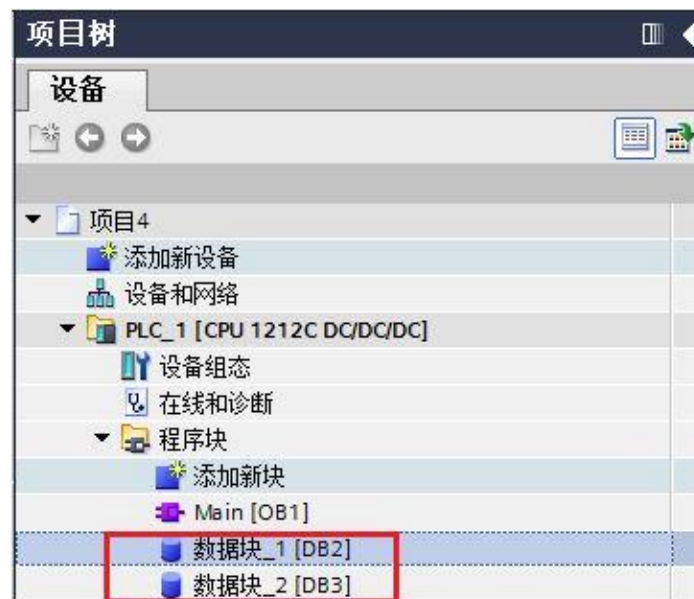 项目树
设备
项目4
添加新设备
设备和网络
PLC_1 [CPU 1212C DC/DC/DC]
设备组态
在线和诊断
程序块
添加新块
Main [OB1]
数据块_1 [DB2]
数据块_2 [DB3]